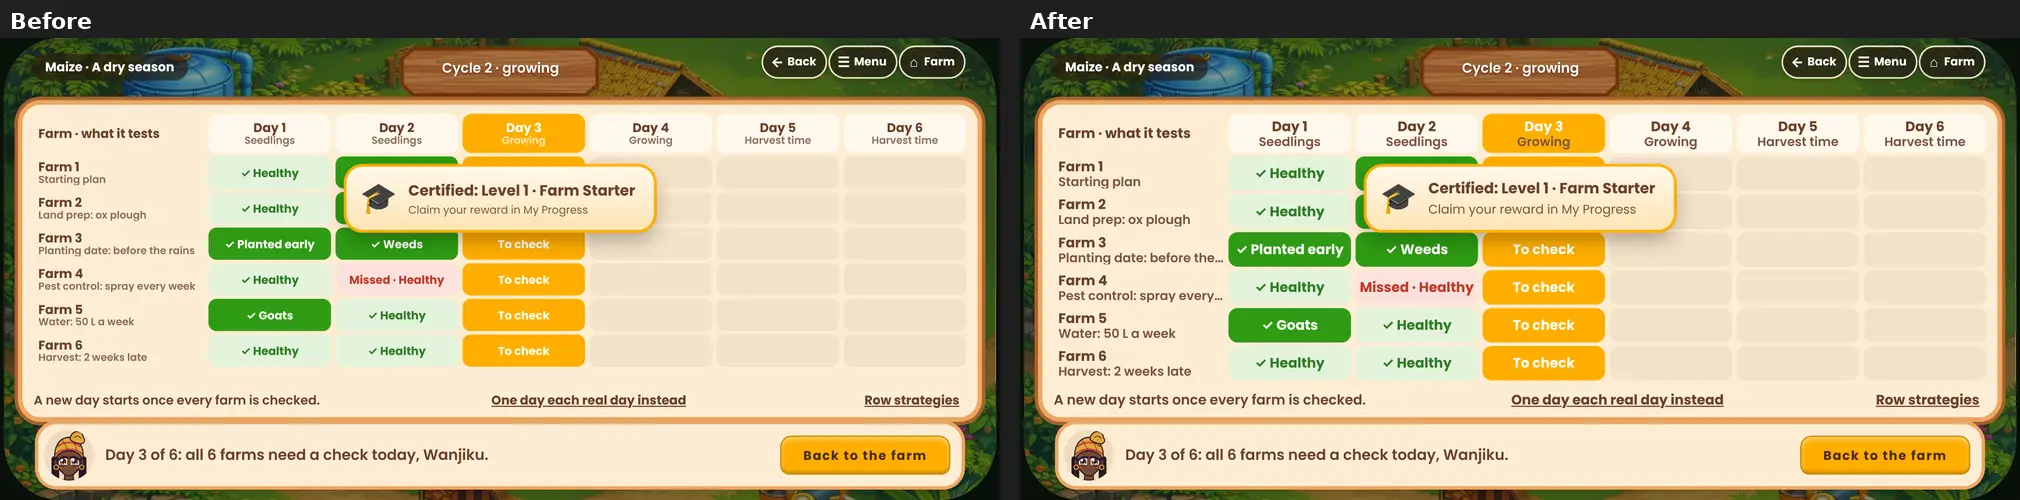 Before
Maize · A dry season
Cycle 2 · growing
← Back
☰ Menu
⌂ Farm
Farm · what it tests
Day 1
Seedlings
Day 2
Seedlings
Day 3
Growing
Day 4
Growing
Day 5
Harvest time
Day 6
Harvest time
Farm 1
Starting plan
✓ Healthy
Farm 2
Land prep: ox plough
✓ Healthy
Certified: Level 1 · Farm Starter
Claim your reward in My Progress
Farm 3
Planting date: before the rains
✓ Planted early
✓ Weeds
To check
Farm 4
Pest control: spray every week
✓ Healthy
Missed · Healthy
To check
Farm 5
Water: 50 L a week
✓ Goats
✓ Healthy
To check
Farm 6
Harvest: 2 weeks late
✓ Healthy
✓ Healthy
To check
A new day starts once every farm is checked.
One day each real day instead
Row strategies
Day 3 of 6: all 6 farms need a check today, Wanjiku.
Back to the farm
After
Maize · A dry season
Cycle 2 · growing
← Back
☰ Menu
⌂ Farm
Farm · what it tests
Day 1
Seedlings
Day 2
Seedlings
Day 3
Growing
Day 4
Growing
Day 5
Harvest time
Day 6
Harvest time
Farm 1
Starting plan
✓ Healthy
Farm 2
Land prep: ox plough
✓ Healthy
Certified: Level 1 · Farm Starter
Claim your reward in My Progress
Farm 3
Planting date: before the...
✓ Planted early
✓ Weeds
To check
Farm 4
Pest control: spray every...
✓ Healthy
Missed · Healthy
To check
Farm 5
Water: 50 L a week
✓ Goats
✓ Healthy
To check
Farm 6
Harvest: 2 weeks late
✓ Healthy
✓ Healthy
To check
A new day starts once every farm is checked.
One day each real day instead
Row strategies
Day 3 of 6: all 6 farms need a check today, Wanjiku.
Back to the farm